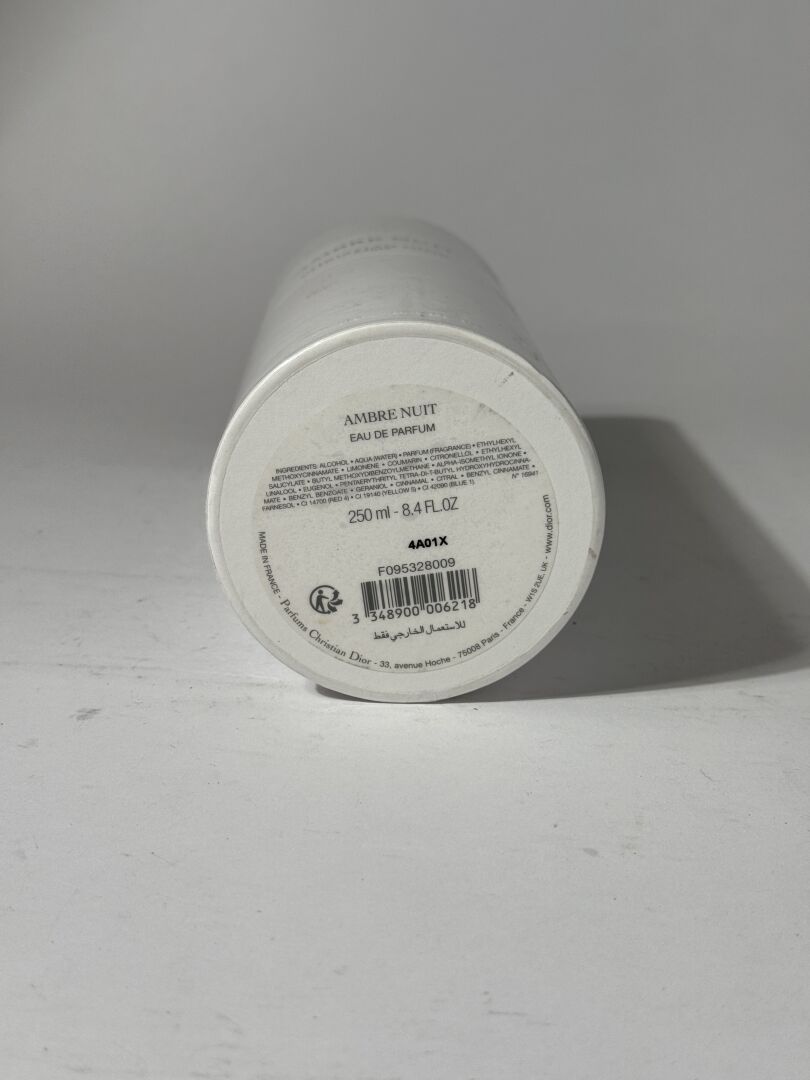 AMBRE NUIT
EAU DE PARFUM
INGREDIENTS: ALCOHOL • AQUA (WATER) • PARFUM (FRAGRANCE) • ETHYLHEXYL
METHOXYCINNAMATE • LIMONENE • COUMARIN • CITRONELLOL • ETHYLHEXYL
SALICYLATE • BUTYL METHOXYDIBENZOYLMETHANE • ALPHA-ISOMETHYL IONONE •
LINALOOL • EUGENOL • PENTAERYTHRITYL TETRA-DI-T-BUTYL HYDROXYHYDROCINNA-
MATE • BENZYL BENZOATE • GERANIOL • CINNAMAL • CITRAL • BENZYL CINNAMATE •
FARNESOL • CI 14700 (RED 4) • CI 19140 (YELLOW 5) • CI 42090 (BLUE 1). N° 16941
250 ml - 8.4 FL.OZ
4A01X
F095328009
3 348900 006218
للاستعمال الخارجي فقط
MADE IN FRANCE - Parfums Christian Dior - 33, avenue Hoche - 75008 Paris - France - W1S 2UE, UK - www.dior.com